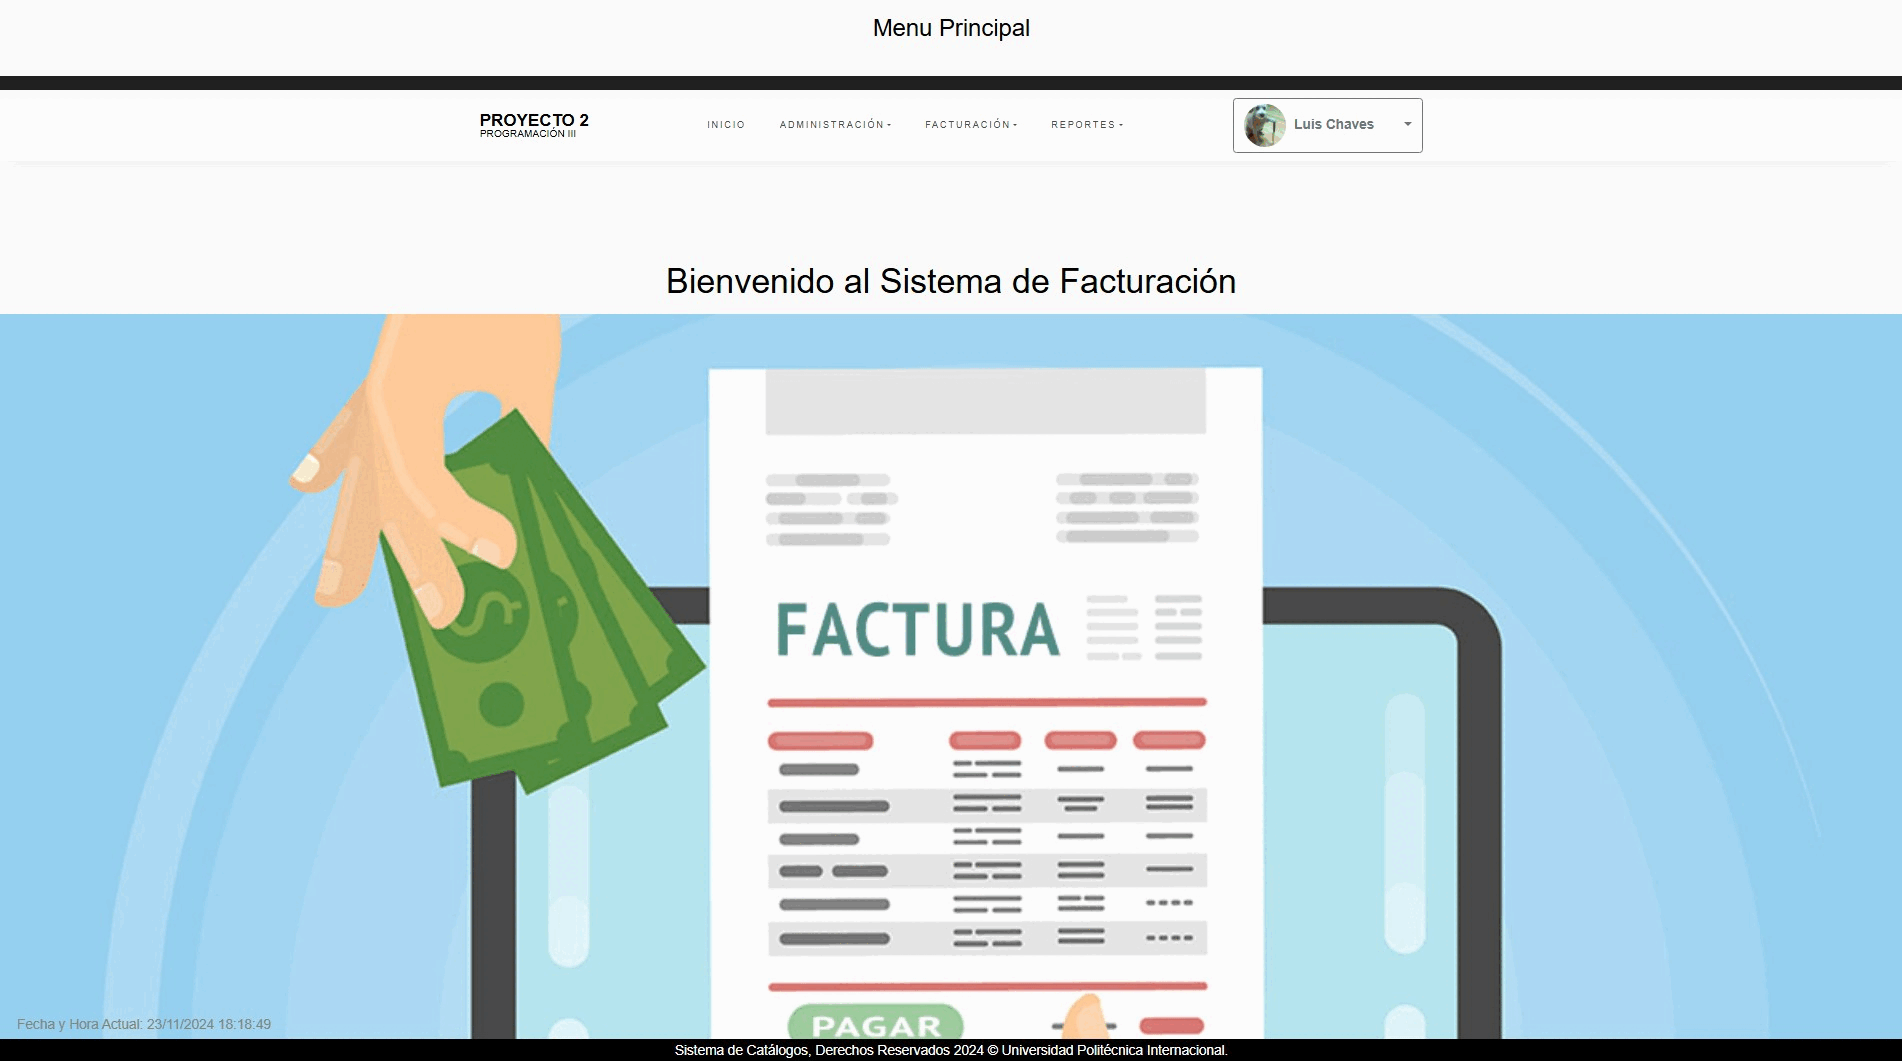 Menu Principal
PROYECTO 2
PROGRAMACIÓN III
INICIO
ADMINISTRACIÓN
FACTURACIÓN
REPORTES
Luis Chaves
Bienvenido al Sistema de Facturación
FACTURA
PAGAR
Fecha y Hora Actual: 23/11/2024 18:18:49
Sistema de Catálogos, Derechos Reservados 2024 © Universidad Politécnica Internacional.